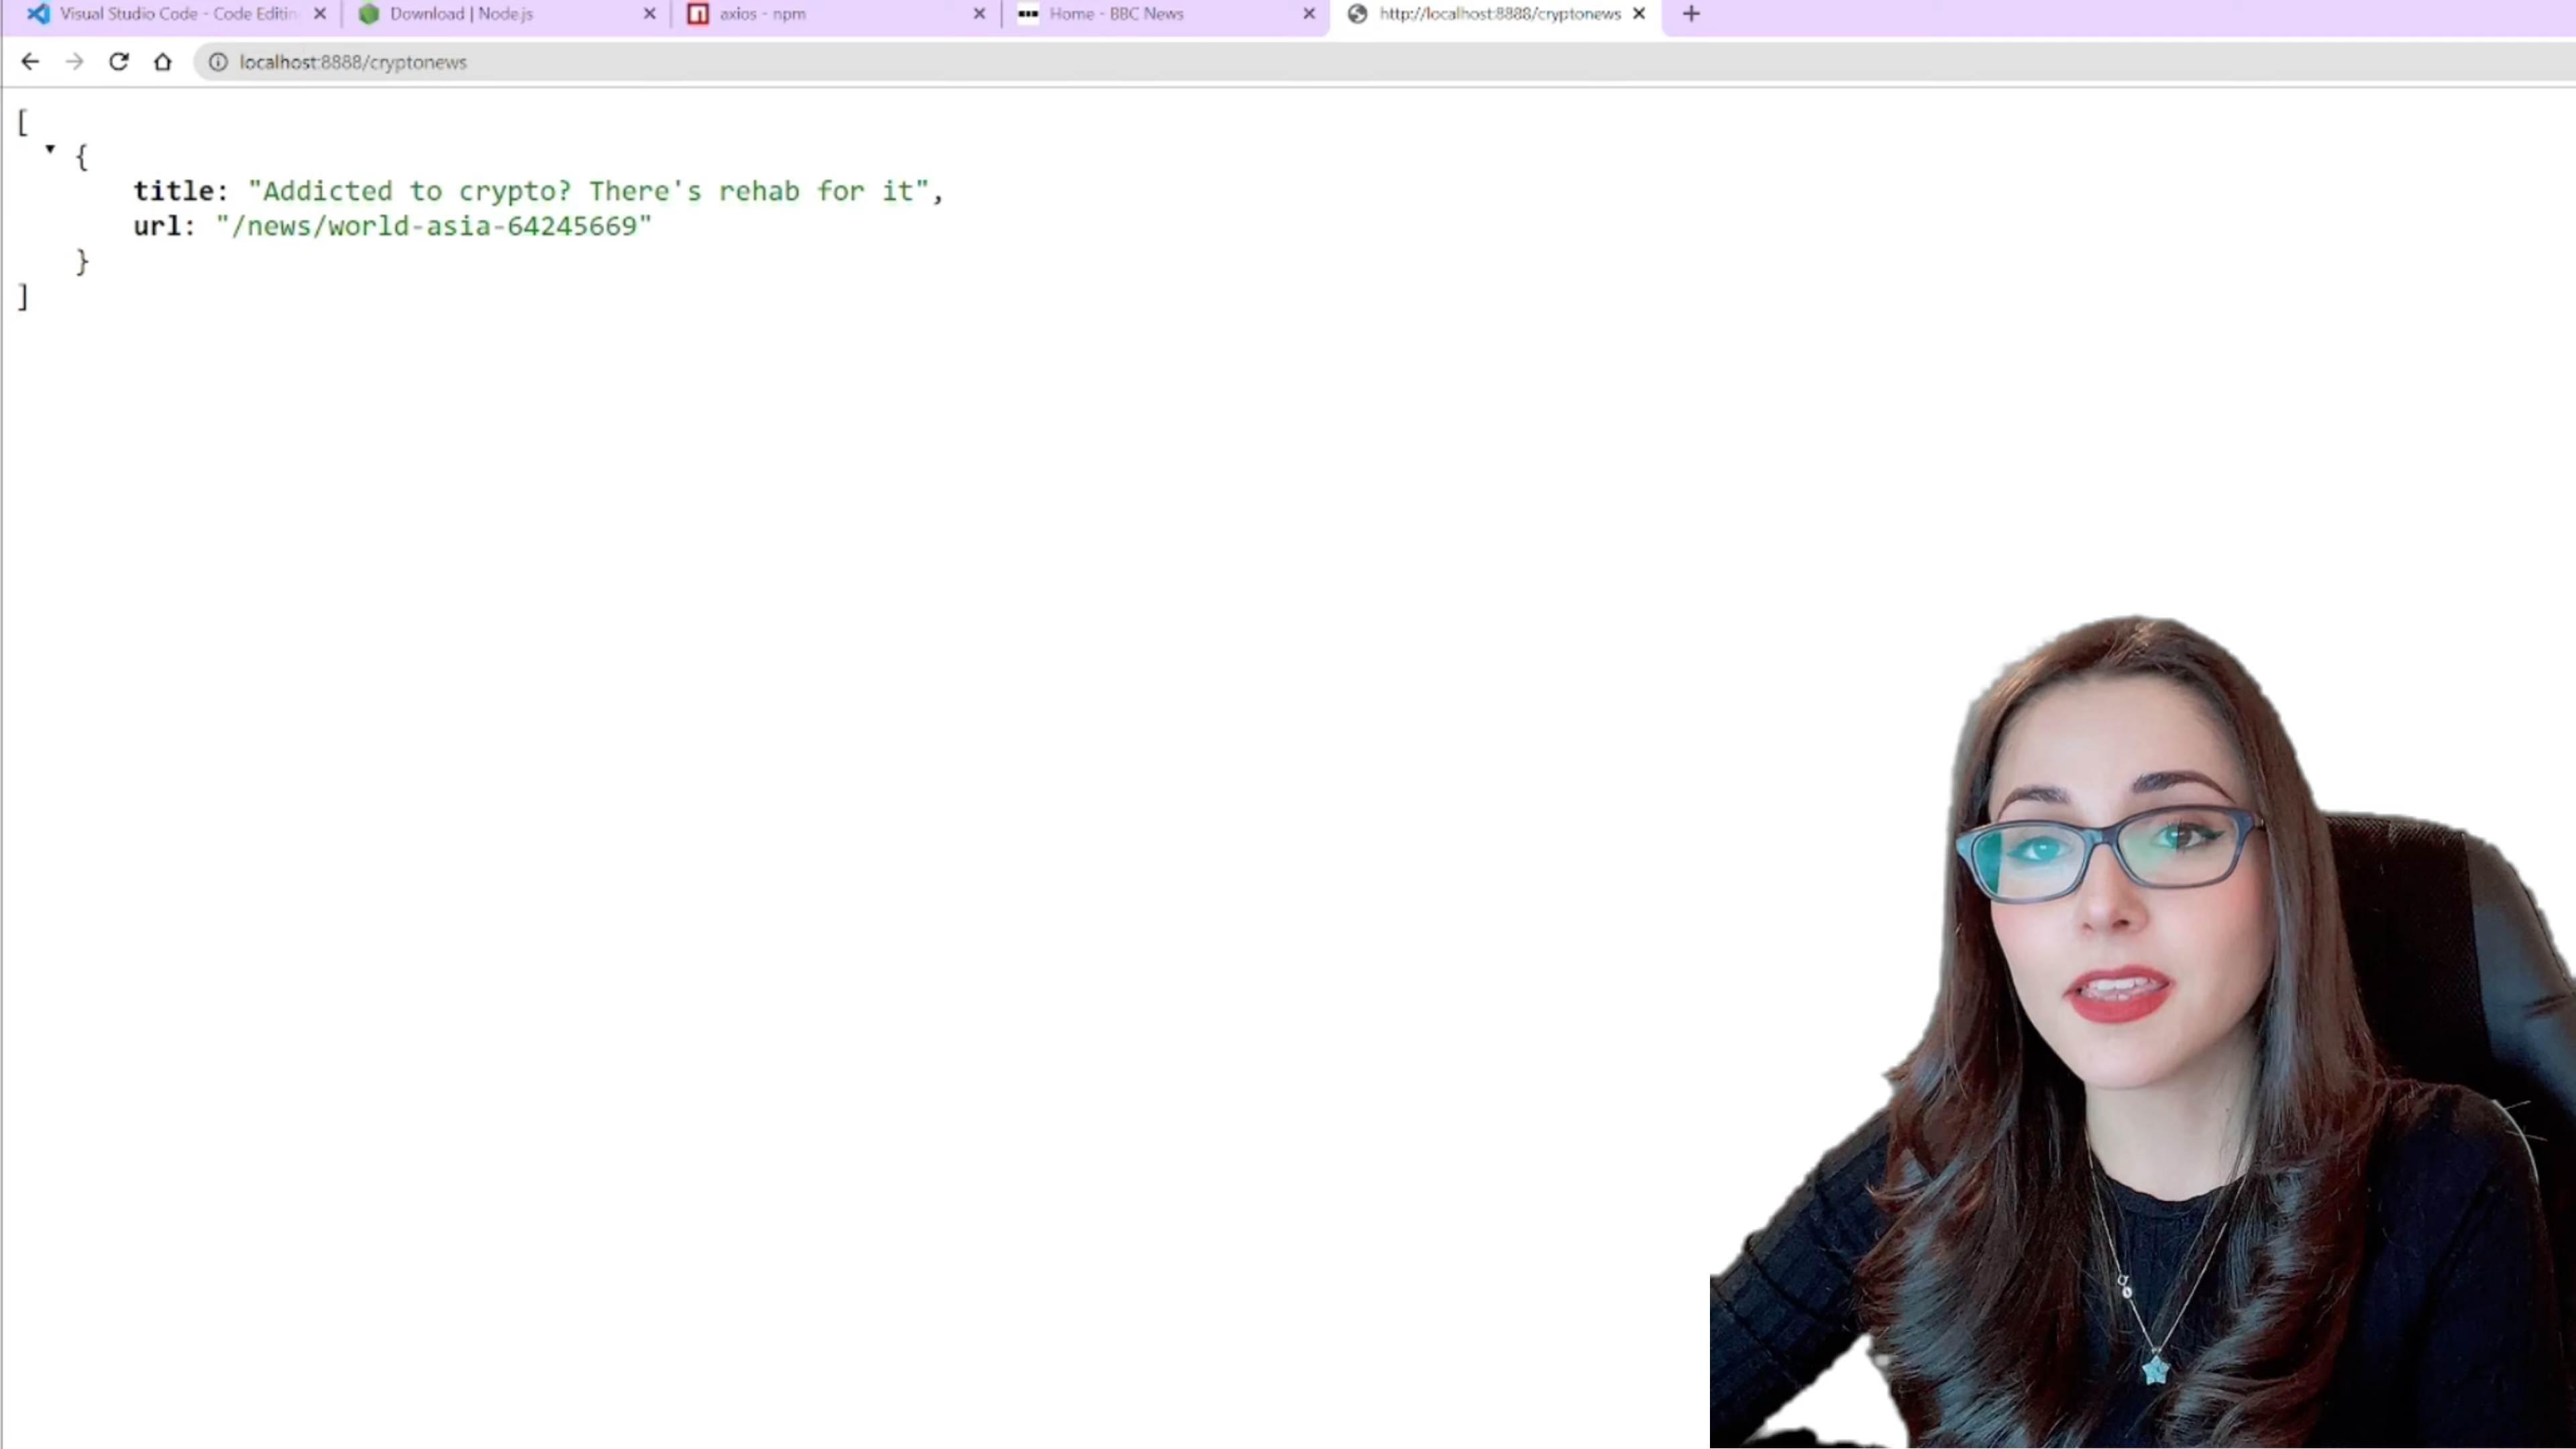 Visual Studio Code - Code Editin
Download | Node.js
axios - npm
Home - BBC News
http://localhost:8888/cryptonews
localhost:8888/cryptonews
[
{
title: "Addicted to crypto? There's rehab for it",
url: "/news/world-asia-64245669"
}
]